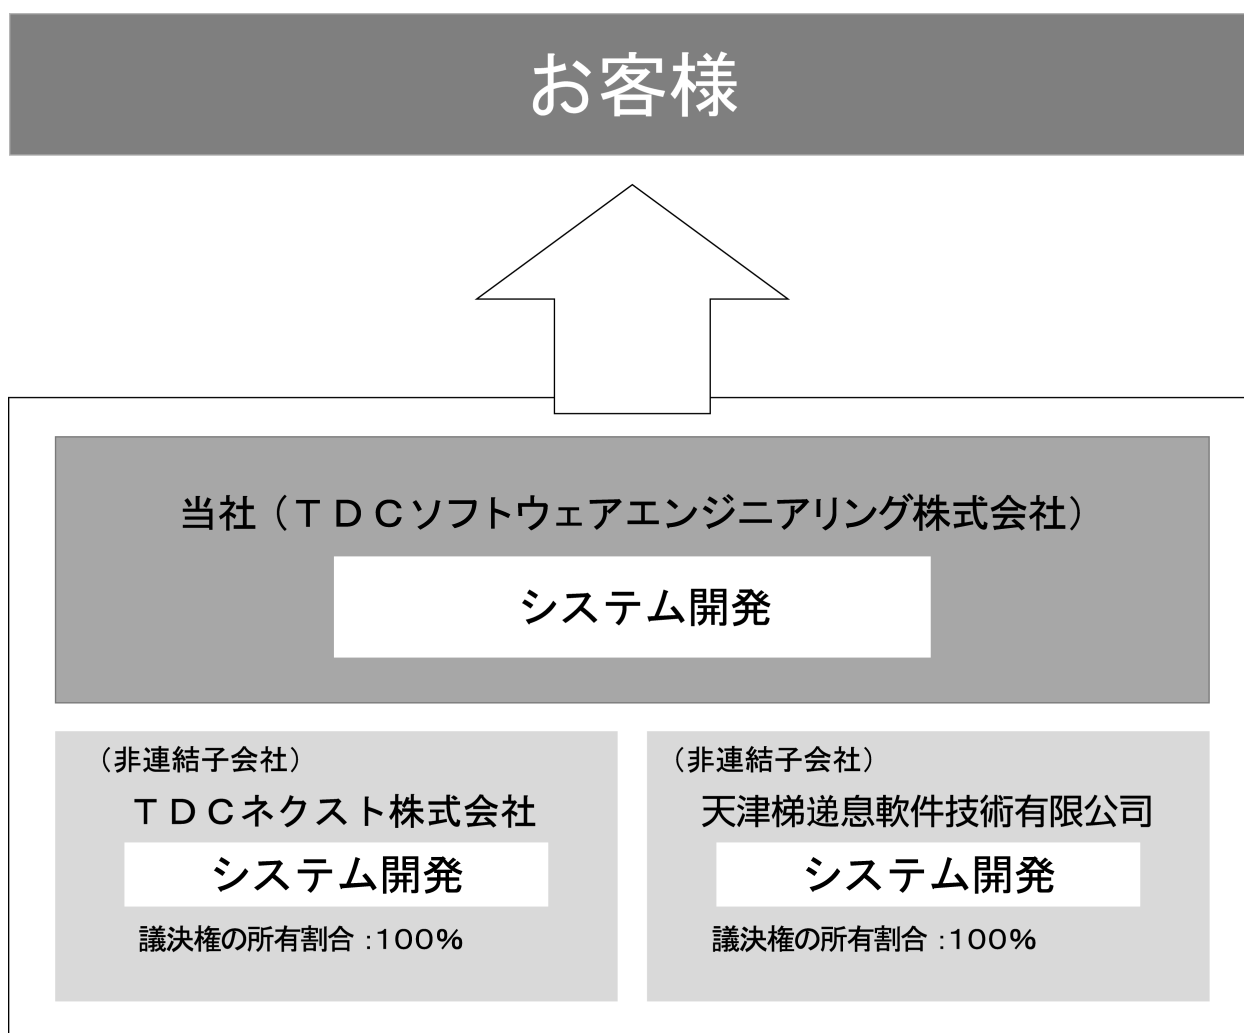 お客様
当社（ＴＤＣソフトウェアエンジニアリング株式会社）
システム開発
（非連結子会社）
ＴＤＣネクスト株式会社
システム開発
議決権の所有割合：100％
（非連結子会社）
天津梯逓息軟件技術有限公司
システム開発
議決権の所有割合：100％